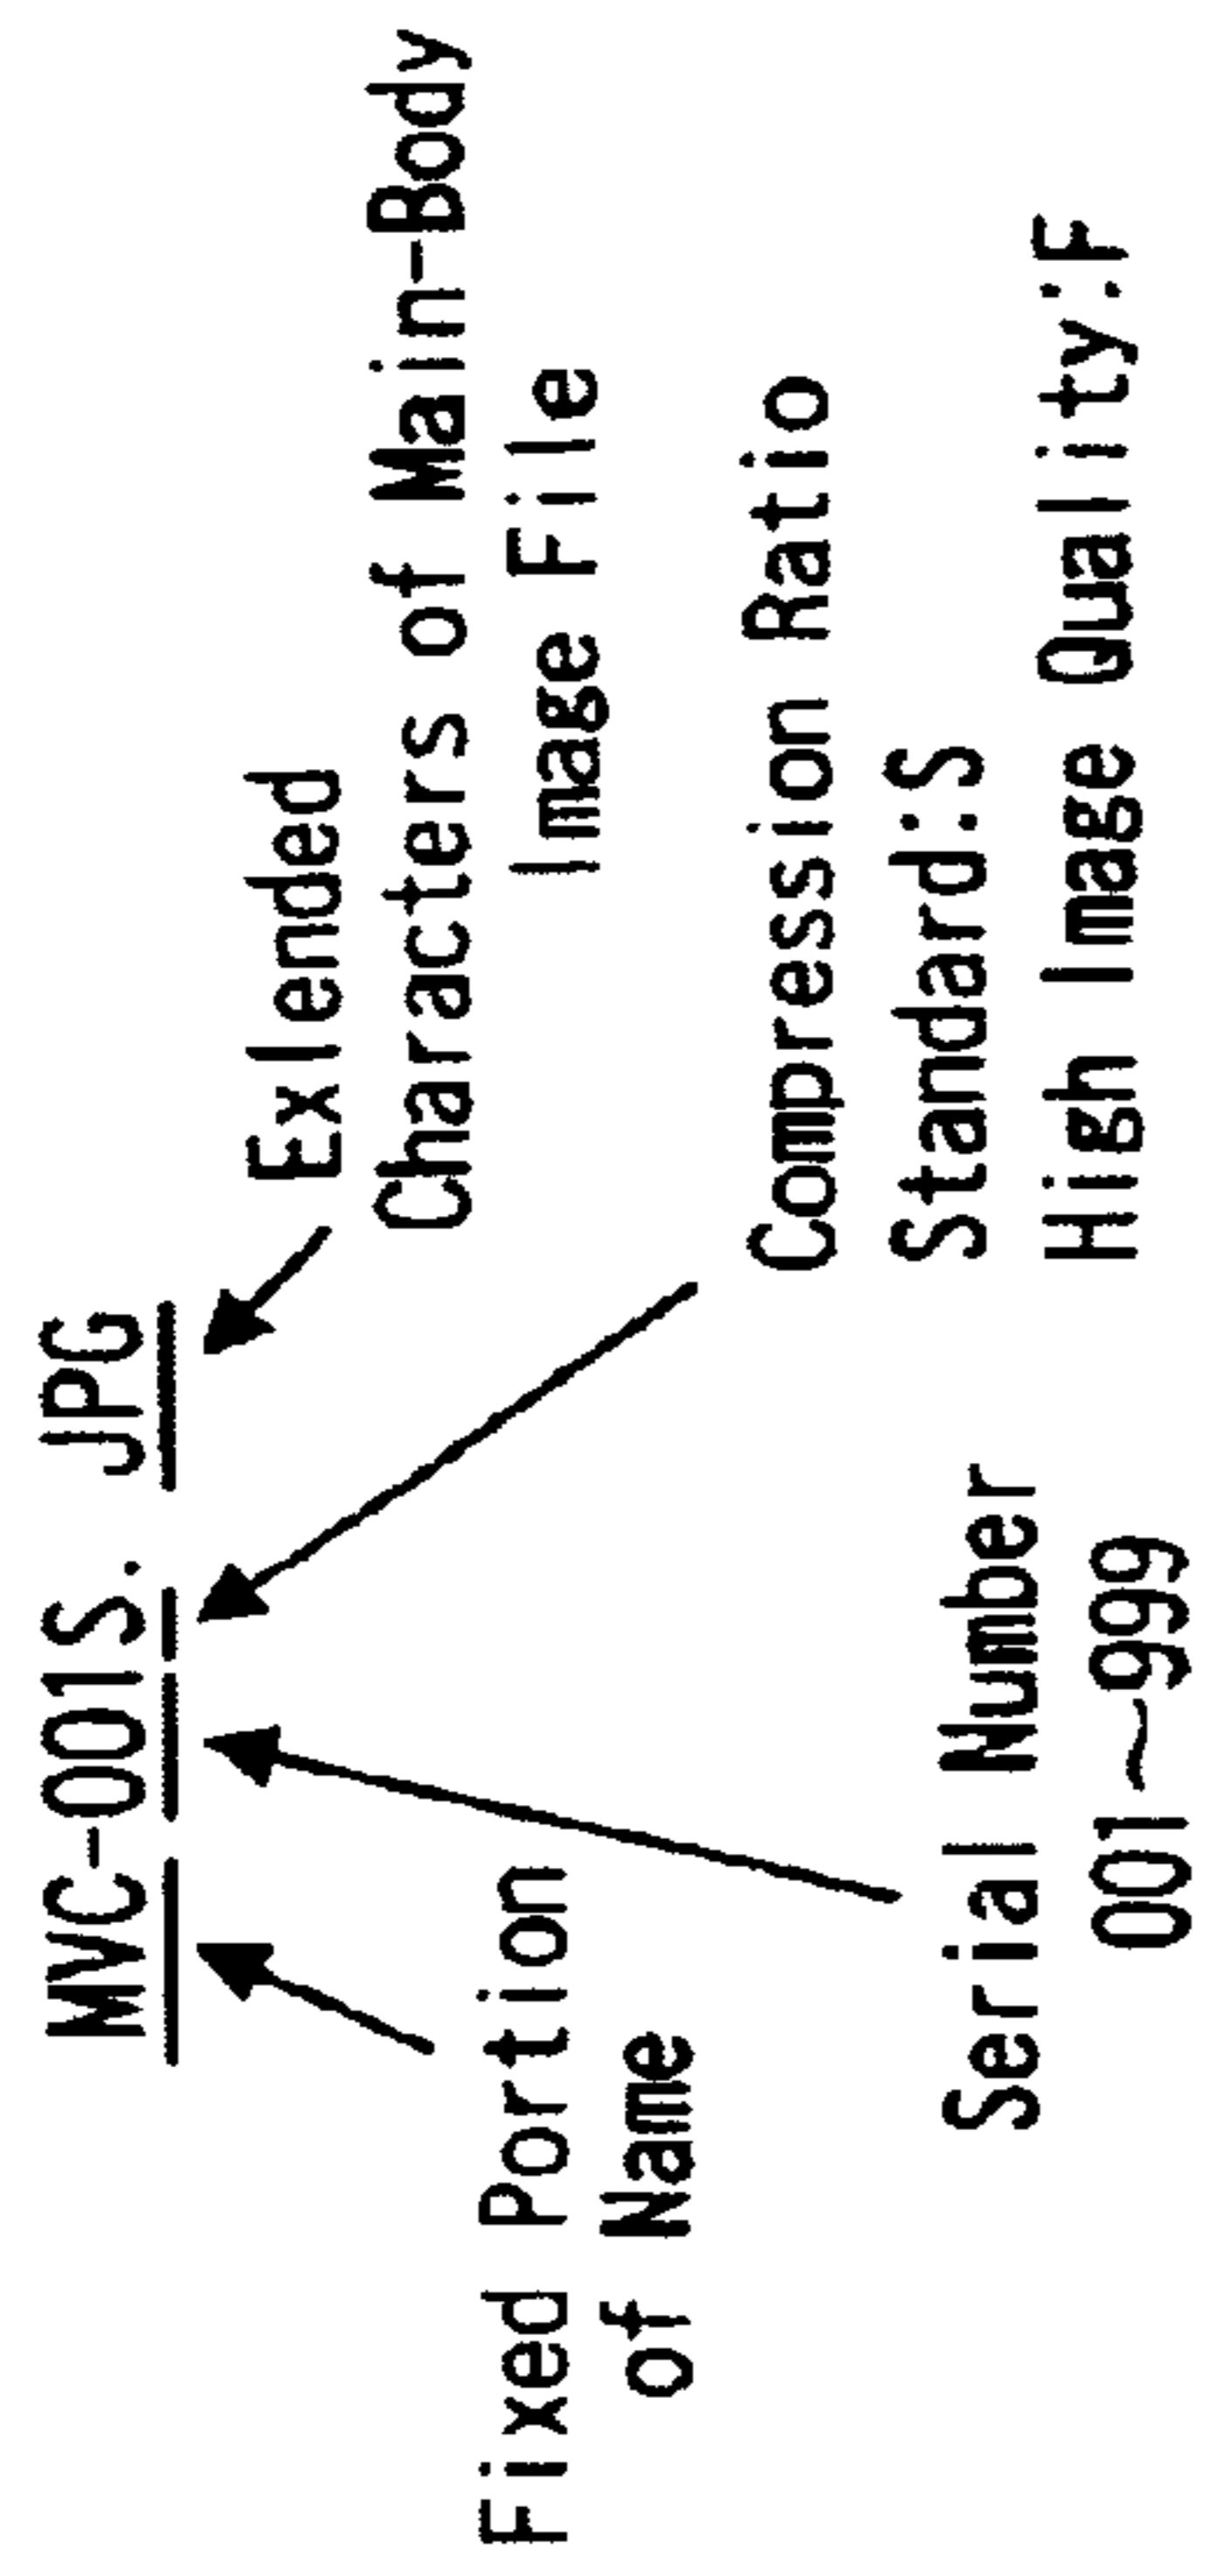 MVC-001S. JPG
Exlended
Characters of Main-Body
Image File
Fixed Portion
of Name
Compression Ratio
Standard:S
High Image Quality:F
Serial Number
001~999